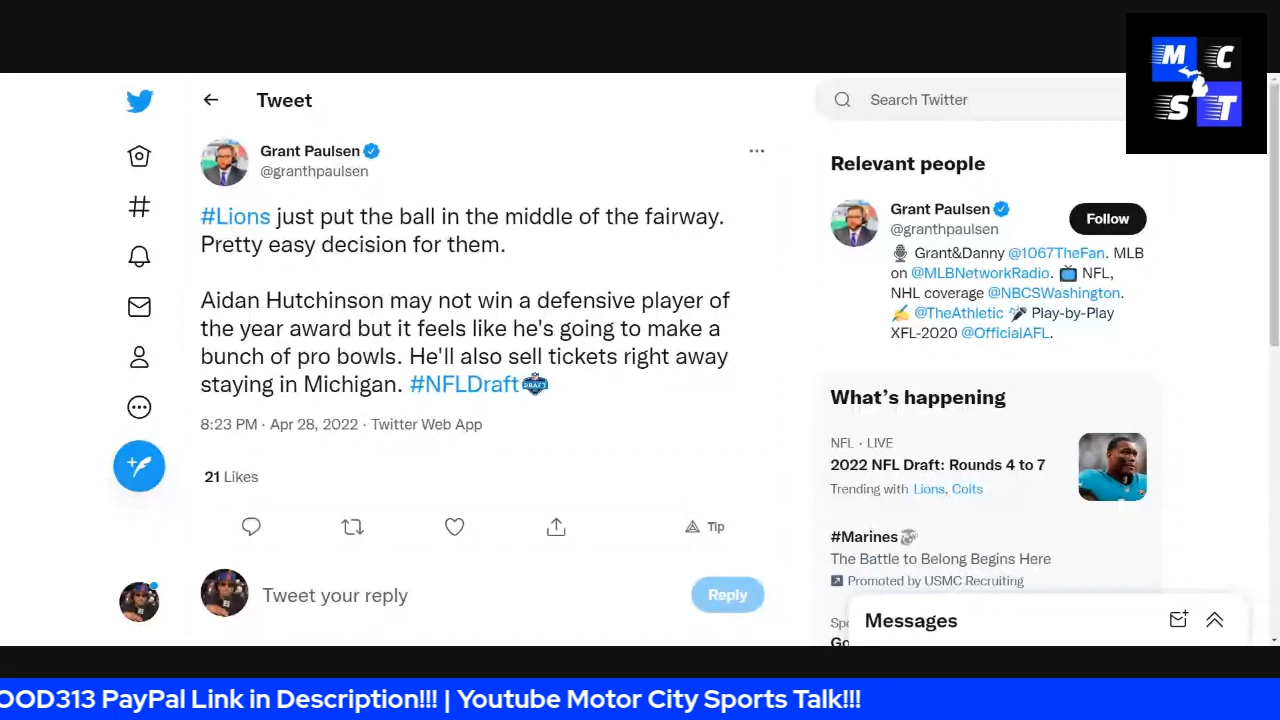 M C
S T
Tweet
Search Twitter
Grant Paulsen
@granthpaulsen
#Lions just put the ball in the middle of the fairway.
Pretty easy decision for them.
Aidan Hutchinson may not win a defensive player of
the year award but it feels like he's going to make a
bunch of pro bowls. He'll also sell tickets right away
staying in Michigan. #NFLDraft
8:23 PM · Apr 28, 2022 · Twitter Web App
21 Likes
Tip
Tweet your reply
Reply
Relevant people
Grant Paulsen
@granthpaulsen
Follow
Grant&Danny @1067TheFan. MLB
on @MLBNetworkRadio. NFL,
NHL coverage @NBCSWashington.
@TheAthletic Play-by-Play
XFL-2020 @OfficialAFL.
What's happening
NFL · LIVE
2022 NFL Draft: Rounds 4 to 7
Trending with Lions, Colts
#Marines
The Battle to Belong Begins Here
Promoted by USMC Recruiting
Messages
OOD313 PayPal Link in Description!!! | Youtube Motor City Sports Talk!!!